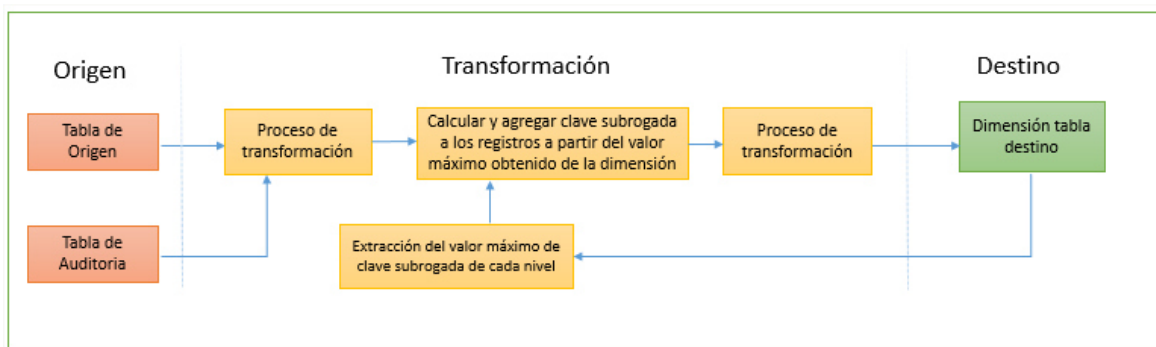 Origen
Transformación
Destino
Tabla de
Origen
Proceso de
transformación
Calcular y agregar clave subrogada
a los registros a partir del valor
máximo obtenido de la dimensión
Proceso de
transformación
Dimensión tabla
destino
Tabla de
Auditoria
Extracción del valor máximo de
clave subrogada de cada nivel